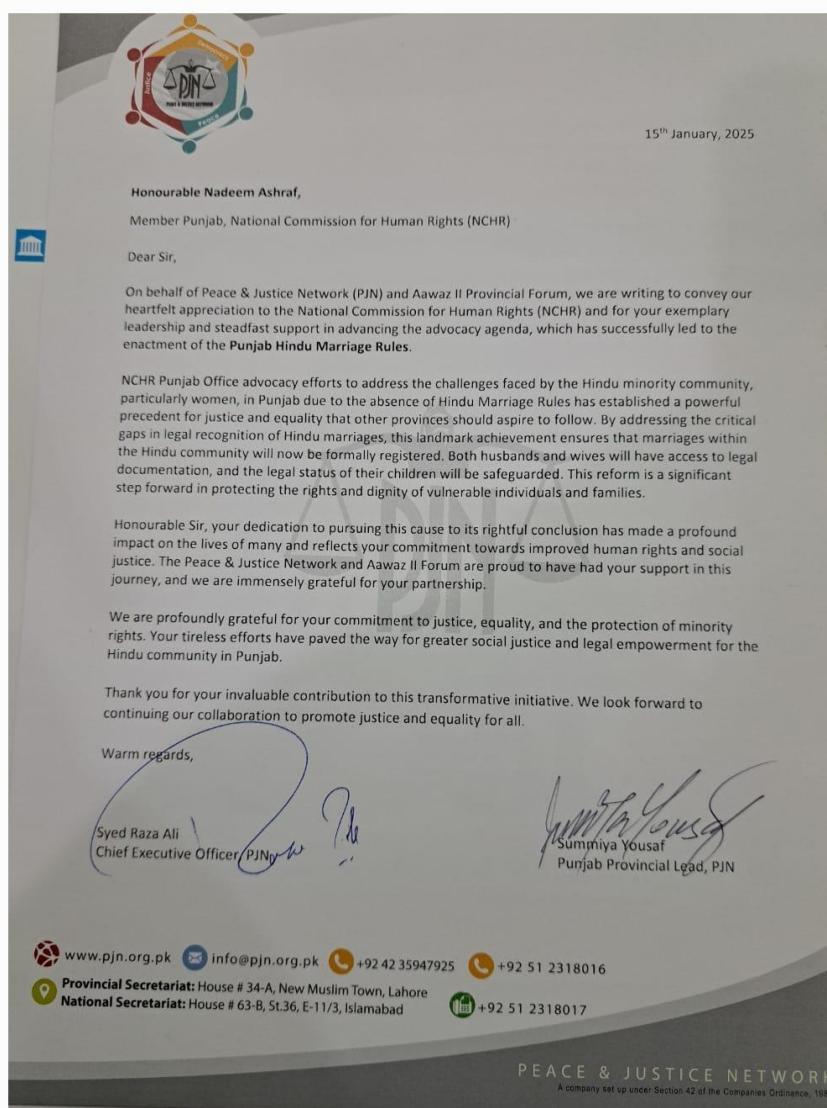 Democracy
Justice
PJN
PEACE & JUSTICE NETWORK
Peace
15th January, 2025
Honourable Nadeem Ashraf,
Member Punjab, National Commission for Human Rights (NCHR)
Dear Sir,
On behalf of Peace & Justice Network (PJN) and Aawaz II Provincial Forum, we are writing to convey our
heartfelt appreciation to the National Commission for Human Rights (NCHR) and for your exemplary
leadership and steadfast support in advancing the advocacy agenda, which has successfully led to the
enactment of the Punjab Hindu Marriage Rules.
NCHR Punjab Office advocacy efforts to address the challenges faced by the Hindu minority community,
particularly women, in Punjab due to the absence of Hindu Marriage Rules has established a powerful
precedent for justice and equality that other provinces should aspire to follow. By addressing the critical
gaps in legal recognition of Hindu marriages, this landmark achievement ensures that marriages within
the Hindu community will now be formally registered. Both husbands and wives will have access to legal
documentation, and the legal status of their children will be safeguarded. This reform is a significant
step forward in protecting the rights and dignity of vulnerable individuals and families.
Honourable Sir, your dedication to pursuing this cause to its rightful conclusion has made a profound
impact on the lives of many and reflects your commitment towards improved human rights and social
justice. The Peace & Justice Network and Aawaz II Forum are proud to have had your support in this
journey, and we are immensely grateful for your partnership.
We are profoundly grateful for your commitment to justice, equality, and the protection of minority
rights. Your tireless efforts have paved the way for greater social justice and legal empowerment for the
Hindu community in Punjab.
Thank you for your invaluable contribution to this transformative initiative. We look forward to
continuing our collaboration to promote justice and equality for all.
Warm regards,
Syed Raza Ali
Chief Executive Officer, PJN
Summiya Yousaf
Punjab Provincial Lead, PJN
www.pjn.org.pk info@pjn.org.pk +92 42 35947925 +92 51 2318016
Provincial Secretariat: House # 34-A, New Muslim Town, Lahore
National Secretariat: House # 63-B, St.36, E-11/3, Islamabad
+92 51 2318017
PEACE & JUSTICE NETWORK
A company set up under Section 42 of the Companies Ordinance, 198